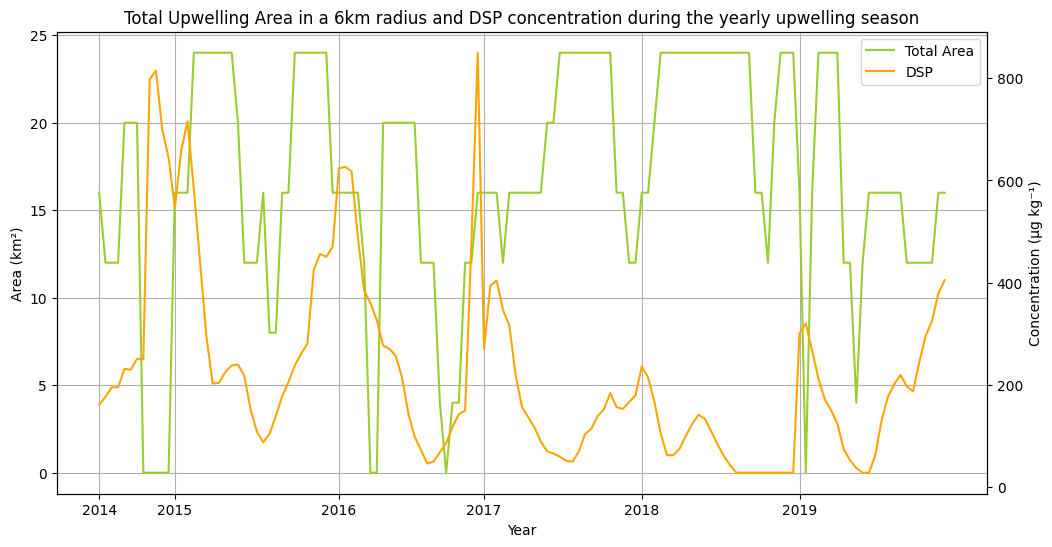 Total Upwelling Area in a 6km radius and DSP concentration during the yearly upwelling season
Total Area
DSP
25
20
15
10
5
0
Area (km²)
800
600
400
200
0
Concentration (µg kg⁻¹)
2014 2015 2016 2017 2018 2019
Year